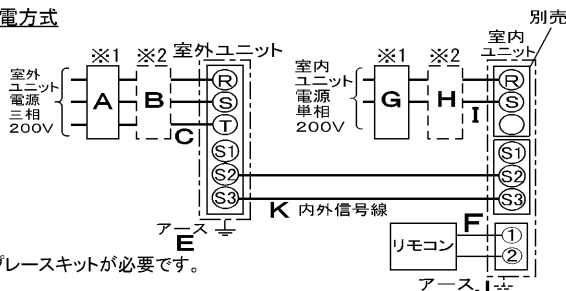 電方式
別売
※1 ※2 室外ユニット
※1 ※2 室内
ユニット
室外
ユニット
電源
三相
200V
A B C
R
S
T
S1
S2
S3
室内
ユニット
電源
単相
200V
G H I
R
S
S1
S2
S3
K 内外信号線
アース
E
F
リモコン
1
2
プレースキットが必要です。
アース J